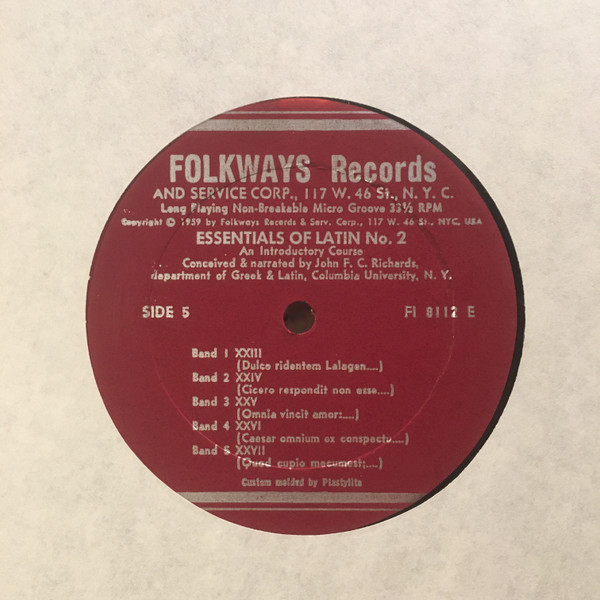 FOLKWAYS Records
AND SERVICE CORP., 117 W. 46 St., N. Y. C.
Long Playing Non-Breakable Micro Groove 33⅓ RPM
Copyright © 1959 by Folkways Records & Serv. Corp., 117 W. 46 St., NYC. USA
ESSENTIALS OF LATIN No. 2
An Introductory Course
Conceived & narrated by John F. C. Richards,
department of Greek & Latin, Columbia University, N. Y.
SIDE 5 FI 8112 E
Band 1 XXIII
(Dulce ridentem Lalagen....)
Band 2 XXIV
(Cicero respondit non esse....)
Band 3 XXV
(Omnia vincit amor:....)
Band 4 XXVI
(Caesar omnium ex conspectu....)
Band 5 XXVII
(Quod cupio mecumest;....)
Custom molded by Plastylite